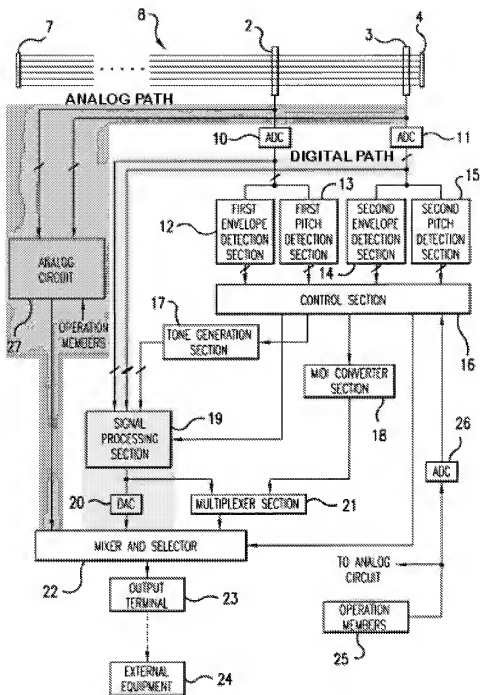 8
7
2
3
4
ANALOG PATH
10
ADC
ADC
11
DIGITAL PATH
12
13
14
15
FIRST
ENVELOPE
DETECTION
SECTION
FIRST
PITCH
DETECTION
SECTION
SECOND
ENVELOPE
DETECTION
SECTION
SECOND
PITCH
DETECTION
SECTION
ANALOG
CIRCUIT
27
OPERATION
MEMBERS
CONTROL SECTION
16
17
TONE GENERATION
SECTION
MIDI CONVERTER
SECTION
18
SIGNAL
PROCESSING
SECTION
19
26
ADC
20
DAC
MULTIPLEXER SECTION
21
MIXER AND SELECTOR
22
TO ANALOG
CIRCUIT
OUTPUT
TERMINAL
23
OPERATION
MEMBERS
25
EXTERNAL
EQUIPMENT
24